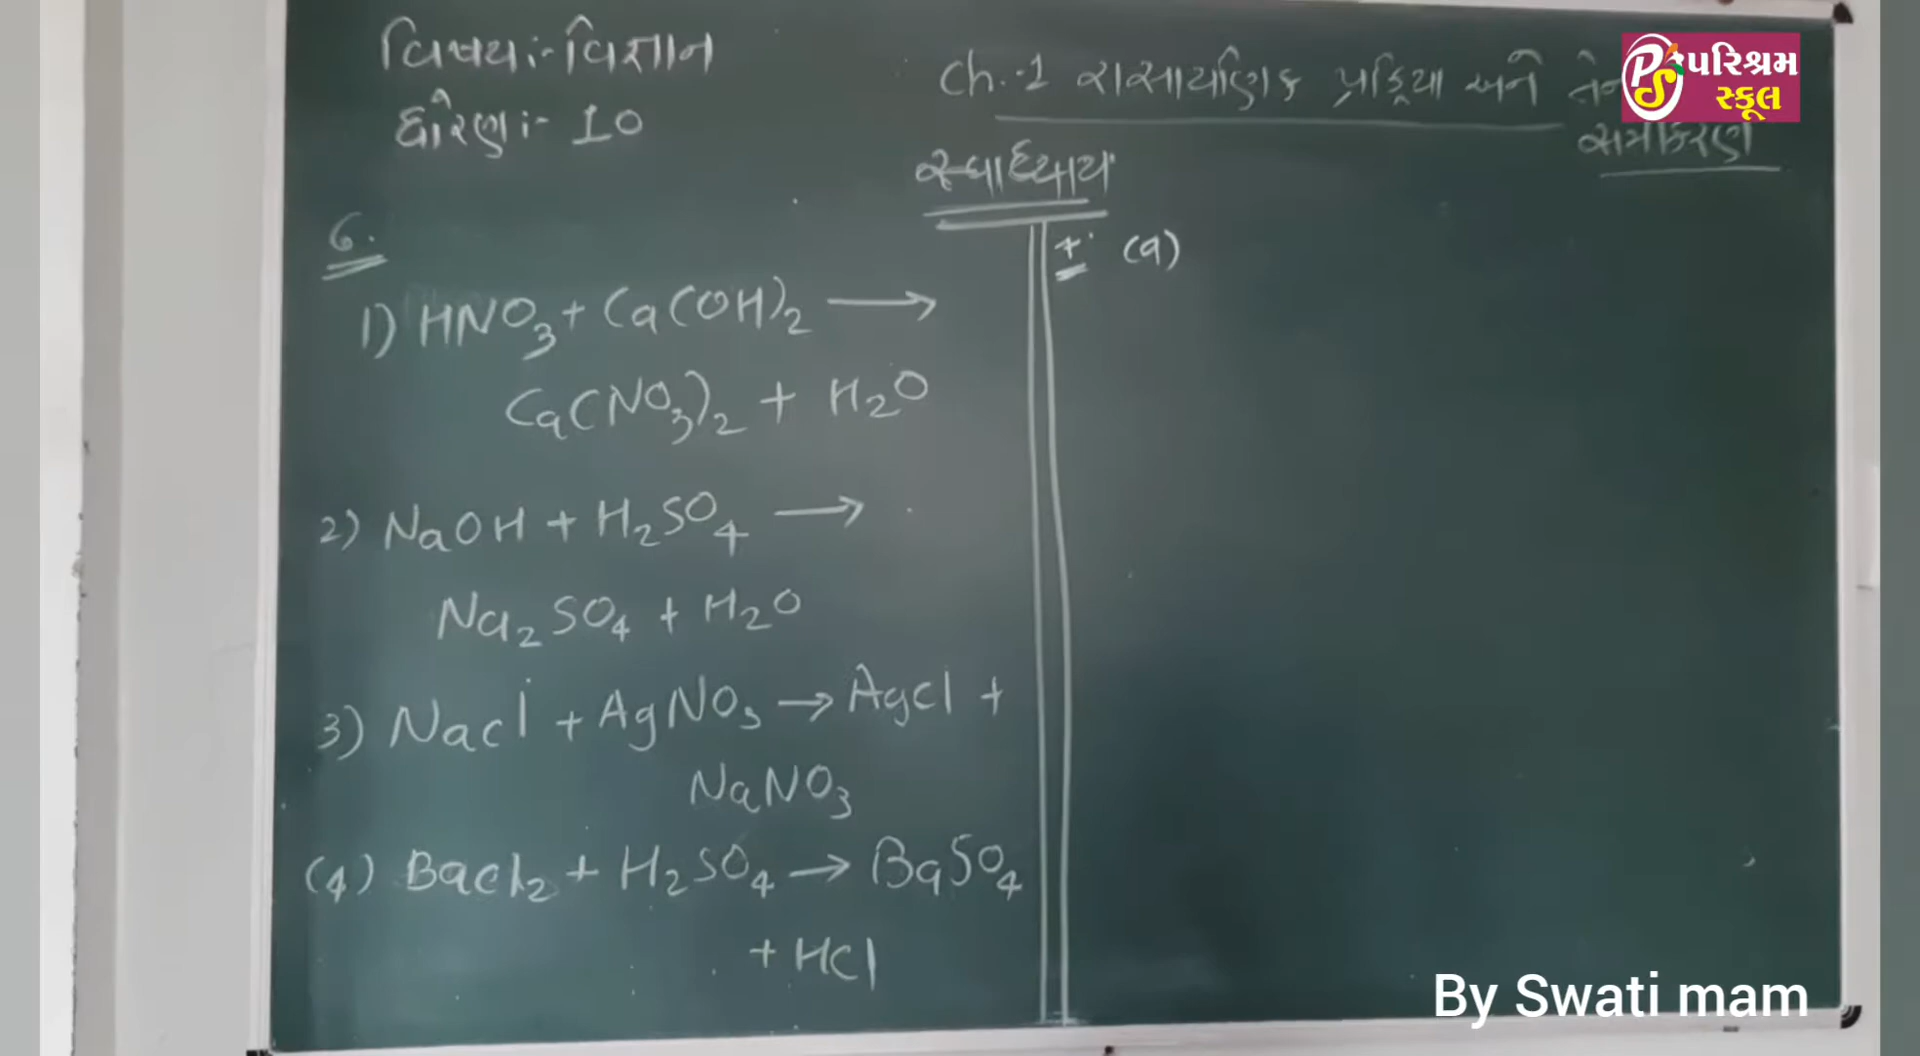 વિષય:- વિજ્ઞાન
ધોરણ:- 10
Ch.-1 રાસાયણિક પ્રક્રિયા અને
સમીકરણ
પરિશ્રમ
સ્કૂલ
સ્વાધ્યાય
6.
1) HNO₃ + Ca(OH)₂ ⟶
Ca(NO₃)₂ + H₂O
2) NaOH + H₂SO₄ ⟶
Na₂SO₄ + H₂O
3) Nacl + AgNO₃ → Agcl +
NaNO₃
(4) Bacl₂ + H₂SO₄ → BaSO₄
+ HCl
(a)
By Swati mam